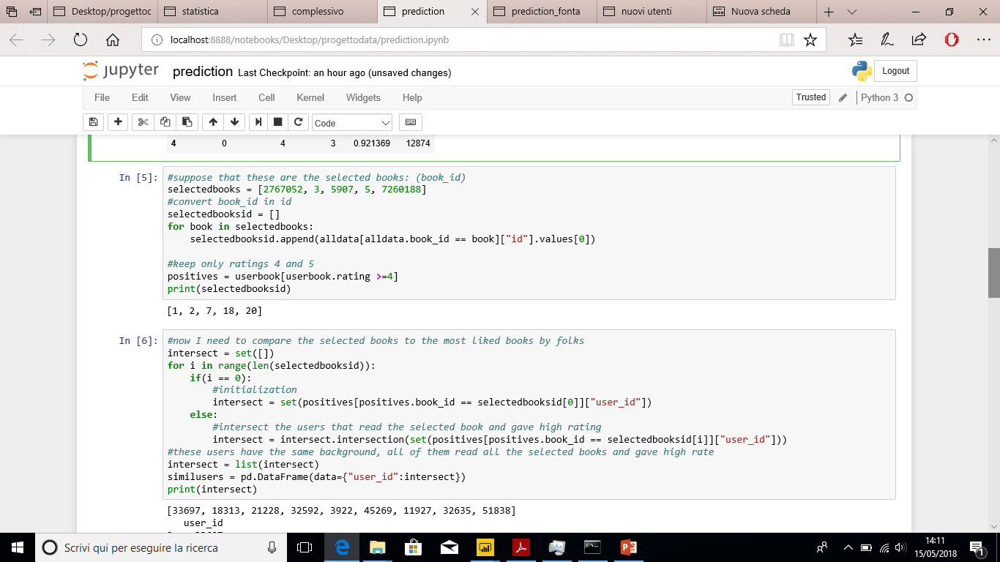 Desktop/progettoc statistica complessivo prediction prediction_fonta nuovi utenti Nuova scheda
localhost:8888/notebooks/Desktop/progettodata/prediction.ipynb
jupyter prediction Last Checkpoint: an hour ago (unsaved changes) Logout
File Edit View Insert Cell Kernel Widgets Help Trusted Python 3
Code
4 0 4 3 0.921369 12874
In [5]: #suppose that these are the selected books: (book_id)
selectedbooks = [2767052, 3, 5907, 5, 7260188]
#convert book_id in id
selectedbooksid = []
for book in selectedbooks:
    selectedbooksid.append(alldata[alldata.book_id == book]["id"].values[0])
#keep only ratings 4 and 5
positives = userbook[userbook.rating >=4]
print(selectedbooksid)
[1, 2, 7, 18, 20]
In [6]: #now I need to compare the selected books to the most liked books by folks
intersect = set([])
for i in range(len(selectedbooksid)):
    if(i == 0):
        #initialization
        intersect = set(positives[positives.book_id == selectedbooksid[0]]["user_id"])
    else:
        #intersect the users that read the selected book and gave high rating
        intersect = intersect.intersection(set(positives[positives.book_id == selectedbooksid[i]]["user_id"]))
#these users have the same background, all of them read all the selected books and gave high rate
intersect = list(intersect)
similusers = pd.DataFrame(data={"user_id":intersect})
print(intersect)
[33697, 18313, 21228, 32592, 3922, 45269, 11927, 32635, 51838]
user_id
Scrivi qui per eseguire la ricerca
14:11
15/05/2018
1